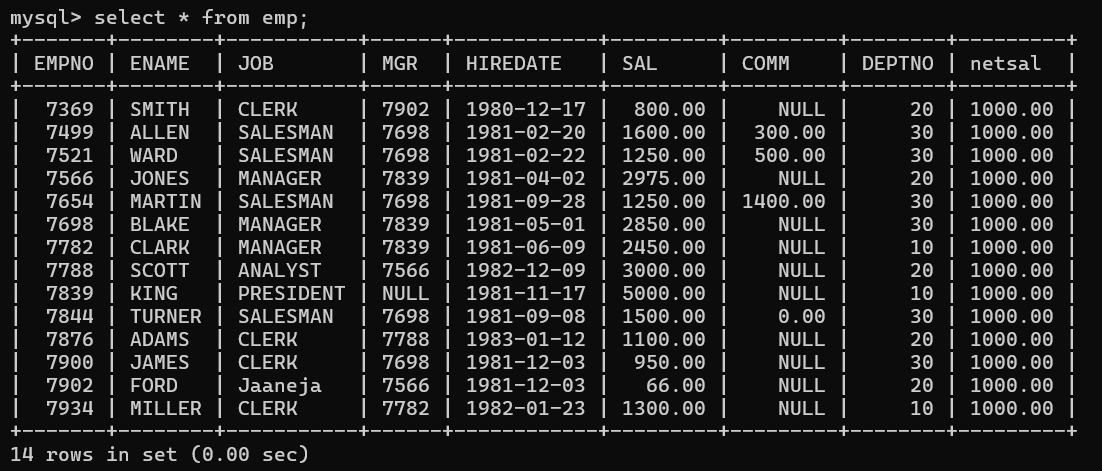 mysql> select * from emp;
+-------+--------+-----------+------+------------+---------+---------+--------+---------+
| EMPNO | ENAME  | JOB       | MGR  | HIREDATE   | SAL     | COMM    | DEPTNO | netsal  |
+-------+--------+-----------+------+------------+---------+---------+--------+---------+
|  7369 | SMITH  | CLERK     | 7902 | 1980-12-17 |  800.00 |    NULL |     20 | 1000.00 |
|  7499 | ALLEN  | SALESMAN  | 7698 | 1981-02-20 | 1600.00 |  300.00 |     30 | 1000.00 |
|  7521 | WARD   | SALESMAN  | 7698 | 1981-02-22 | 1250.00 |  500.00 |     30 | 1000.00 |
|  7566 | JONES  | MANAGER   | 7839 | 1981-04-02 | 2975.00 |    NULL |     20 | 1000.00 |
|  7654 | MARTIN | SALESMAN  | 7698 | 1981-09-28 | 1250.00 | 1400.00 |     30 | 1000.00 |
|  7698 | BLAKE  | MANAGER   | 7839 | 1981-05-01 | 2850.00 |    NULL |     30 | 1000.00 |
|  7782 | CLARK  | MANAGER   | 7839 | 1981-06-09 | 2450.00 |    NULL |     10 | 1000.00 |
|  7788 | SCOTT  | ANALYST   | 7566 | 1982-12-09 | 3000.00 |    NULL |     20 | 1000.00 |
|  7839 | KING   | PRESIDENT | NULL | 1981-11-17 | 5000.00 |    NULL |     10 | 1000.00 |
|  7844 | TURNER | SALESMAN  | 7698 | 1981-09-08 | 1500.00 |    0.00 |     30 | 1000.00 |
|  7876 | ADAMS  | CLERK     | 7788 | 1983-01-12 | 1100.00 |    NULL |     20 | 1000.00 |
|  7900 | JAMES  | CLERK     | 7698 | 1981-12-03 |  950.00 |    NULL |     30 | 1000.00 |
|  7902 | FORD   | Jaaneja   | 7566 | 1981-12-03 |   66.00 |    NULL |     20 | 1000.00 |
|  7934 | MILLER | CLERK     | 7782 | 1982-01-23 | 1300.00 |    NULL |     10 | 1000.00 |
+-------+--------+-----------+------+------------+---------+---------+--------+---------+
14 rows in set (0.00 sec)